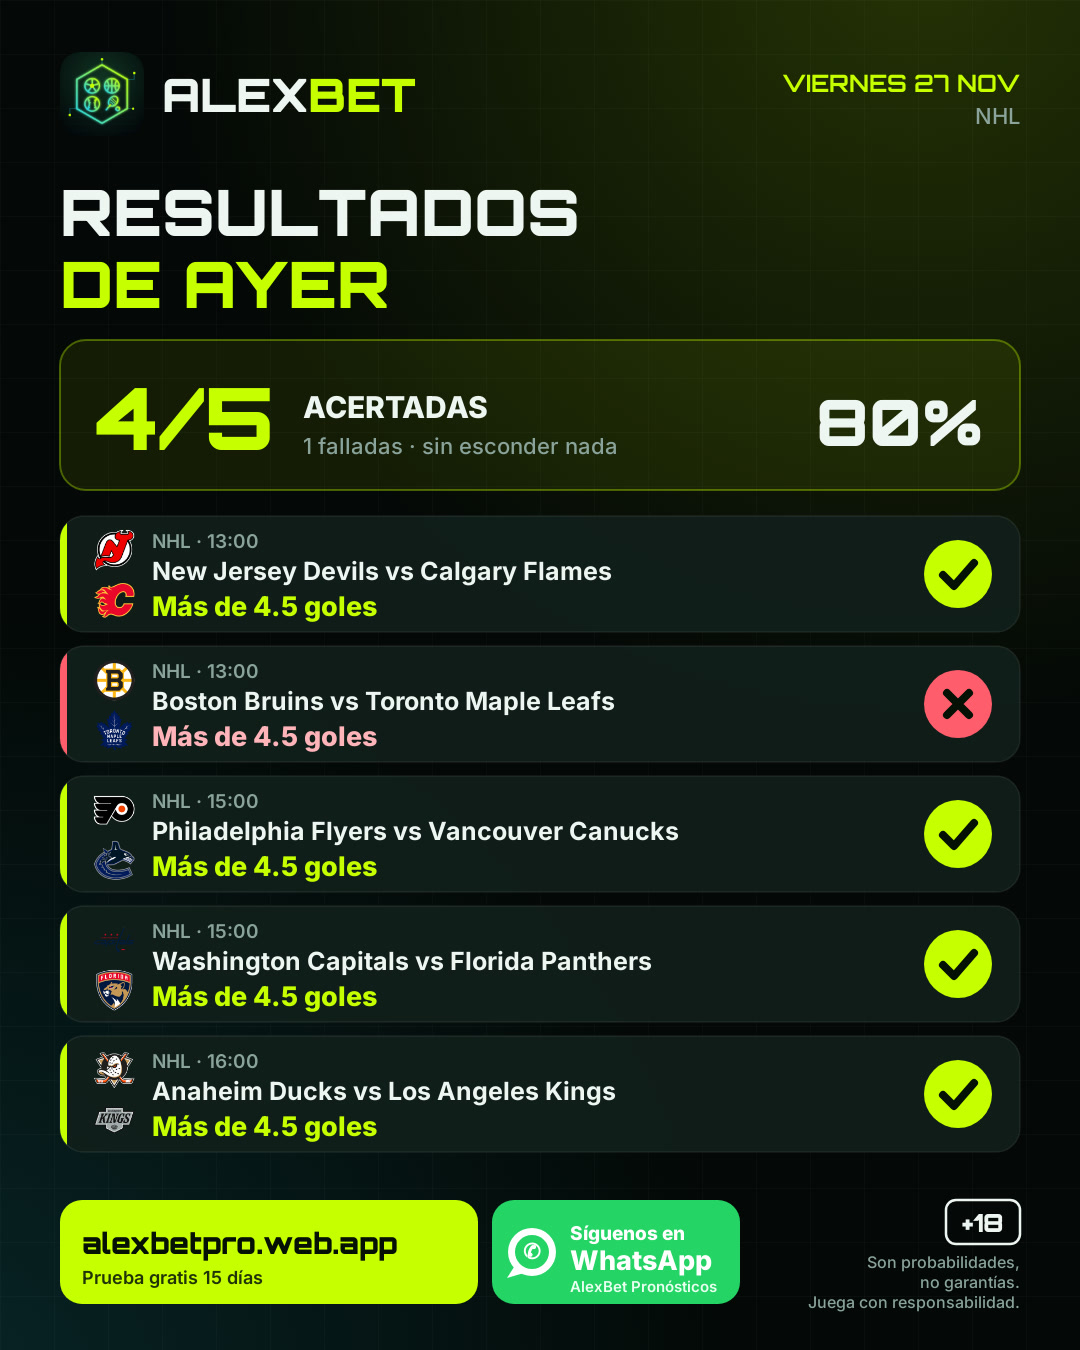 ALEXBET
VIERNES 27 NOV
NHL
RESULTADOS
DE AYER
4/5
ACERTADAS
1 falladas · sin esconder nada
80%
NHL · 13:00
New Jersey Devils vs Calgary Flames
Más de 4.5 goles
NHL · 13:00
Boston Bruins vs Toronto Maple Leafs
Más de 4.5 goles
TORONTO
MAPLE
LEAFS
NHL · 15:00
Philadelphia Flyers vs Vancouver Canucks
Más de 4.5 goles
NHL · 15:00
Washington Capitals vs Florida Panthers
Más de 4.5 goles
FLORIDA
NHL · 16:00
Anaheim Ducks vs Los Angeles Kings
Más de 4.5 goles
KINGS
alexbetpro.web.app
Prueba gratis 15 días
Síguenos en
WhatsApp
AlexBet Pronósticos
+18
Son probabilidades,
no garantías.
Juega con responsabilidad.